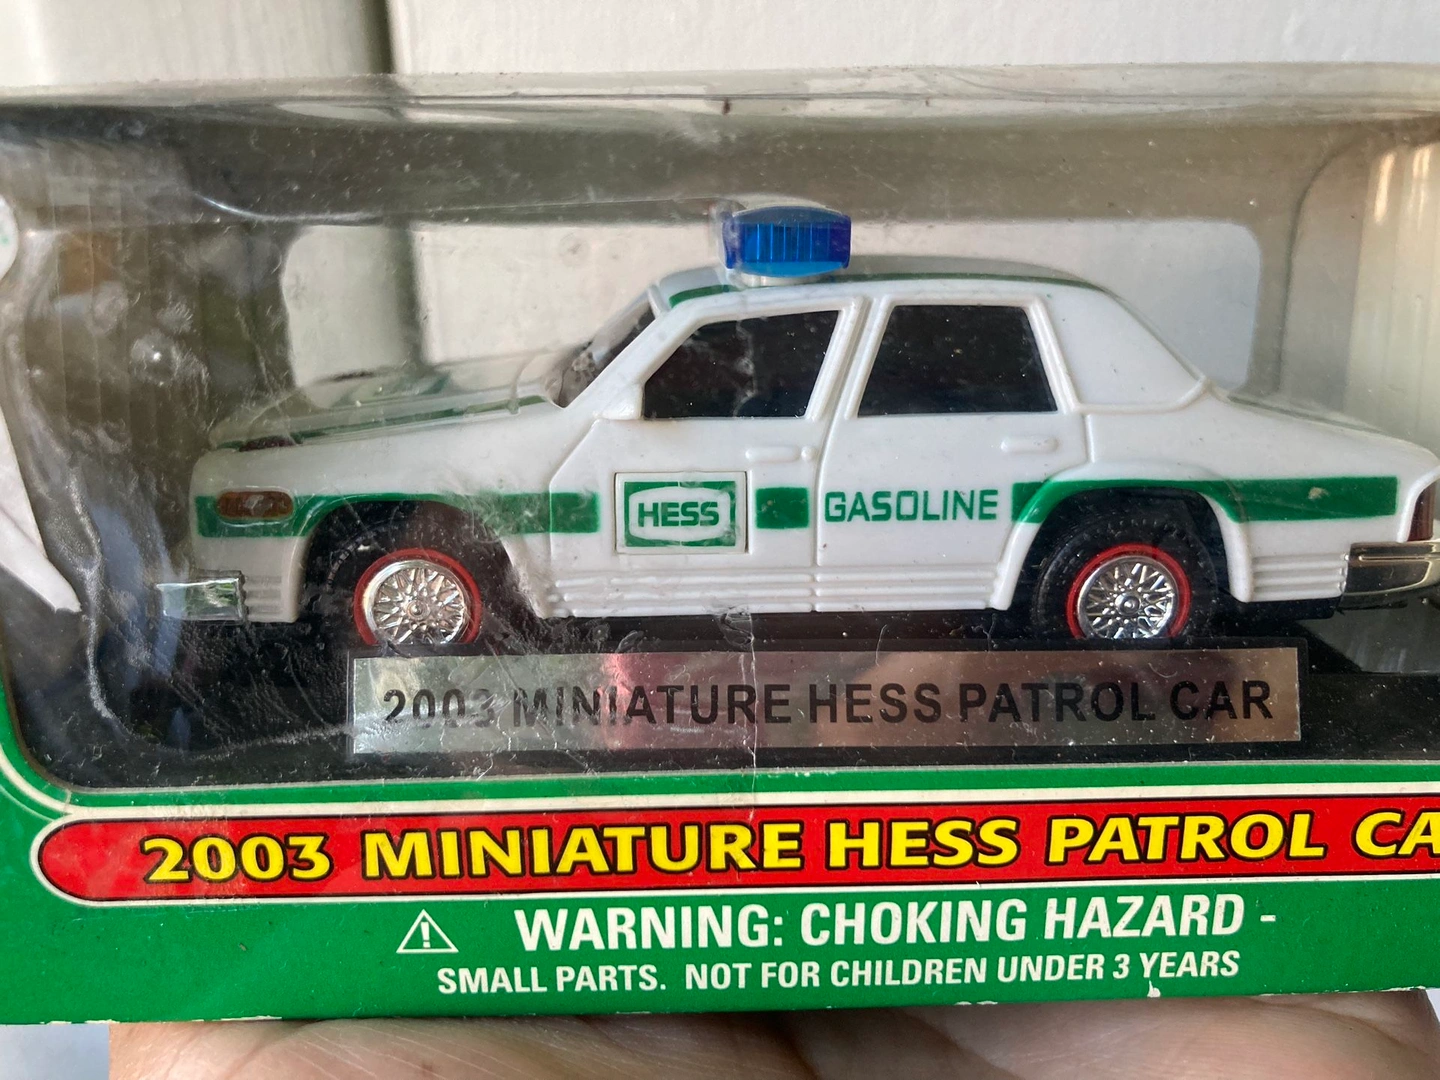 HESS
GASOLINE
2003 MINIATURE HESS PATROL CAR
2003 MINIATURE HESS PATROL CA
WARNING: CHOKING HAZARD -
SMALL PARTS. NOT FOR CHILDREN UNDER 3 YEARS